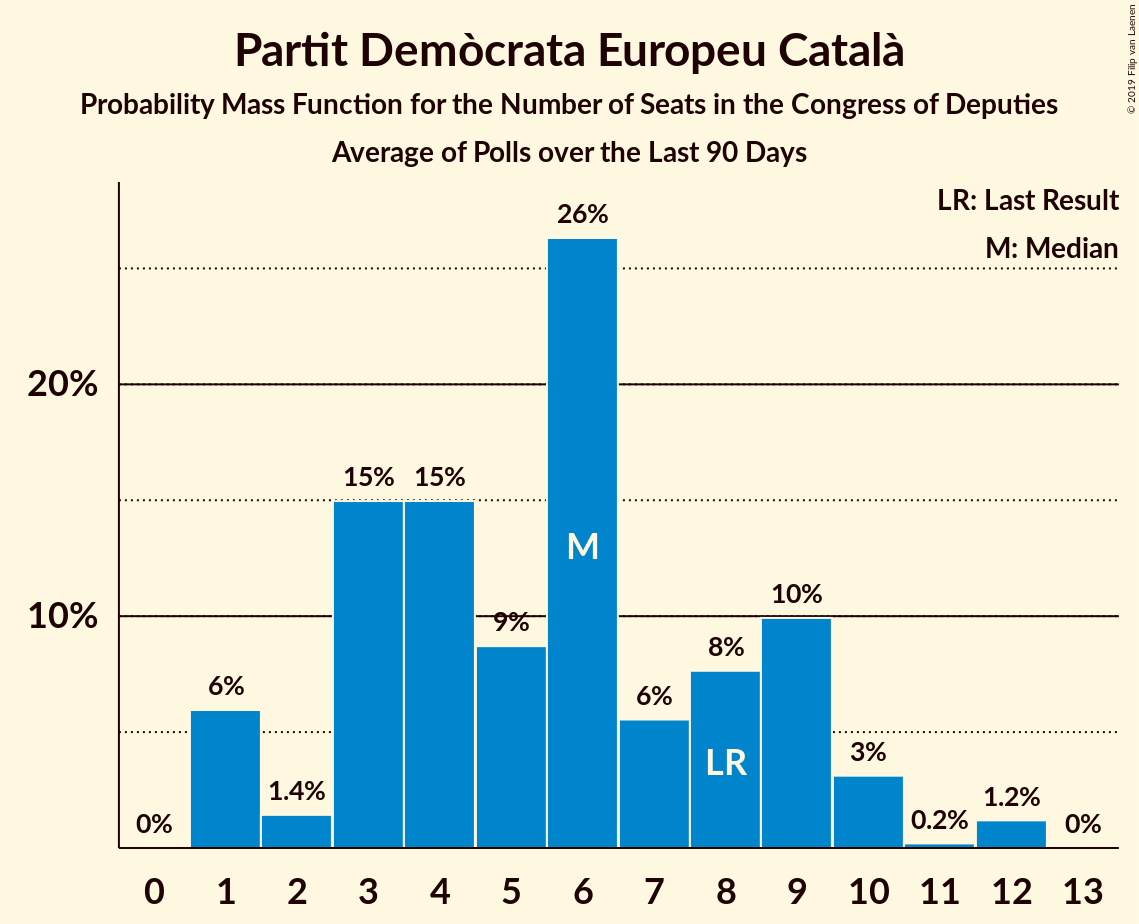 Partit Demòcrata Europeu Català
Probability Mass Function for the Number of Seats in the Congress of Deputies
Average of Polls over the Last 90 Days
© 2019 Filip van Laenen
LR: Last Result
M: Median
26%
20%
15% 15%
M
10%
9%
10%
8%
6%
6%
LR
3%
1.4%
1.2%
0%
0.2%
0%
0 1 2 3 4 5 6 7 8 9 10 11 12 13